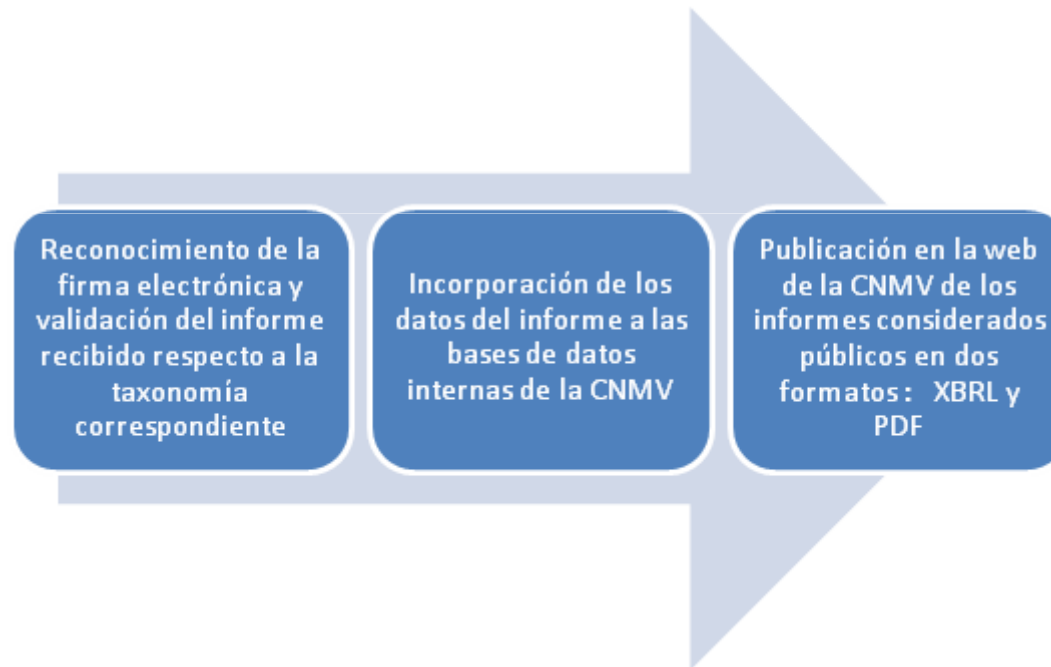 Reconocimiento de la
firma electrónica y
validación del informe
recibido respecto a la
taxonomía
correspondiente
Incorporación de los
datos del informe a las
bases de datos
internas de la CNMV
Publicación en la web
de la CNMV de los
informes considerados
públicos en dos
formatos: XBRL y
PDF